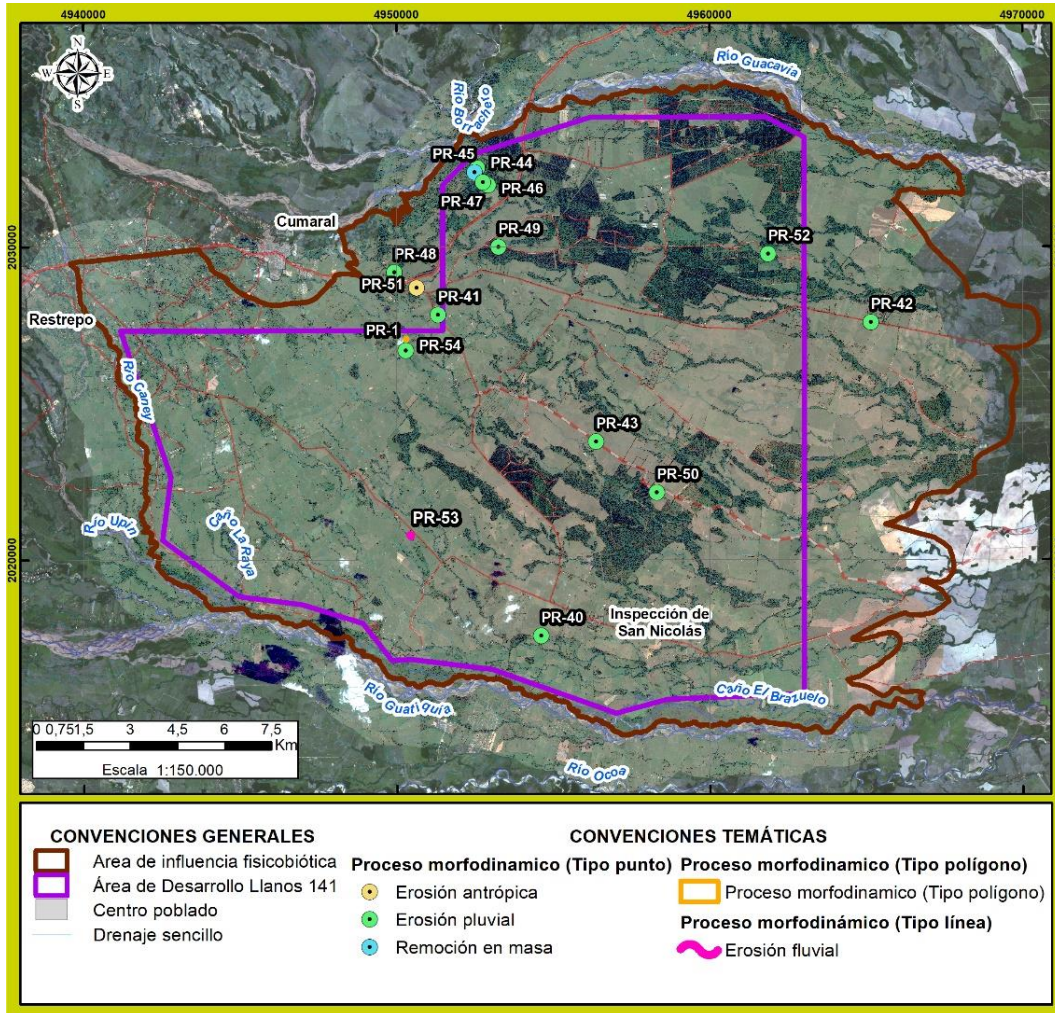 4940000
4950000
4960000
4970000
N
W
E
S
Río Guacavía
Río Borrachayo
PR-45
PR-44
PR-47
PR-46
Cumaral
2030000
PR-49
PR-52
PR-48
PR-51
PR-41
PR-42
Restrepo
PR-1
PR-54
Río Caney
PR-43
PR-50
PR-53
Río Upín
Caño La Raya
2020000
PR-40
Inspección de
San Nicolás
Río Guatiquía
Caño El Brazuelo
0 0,751,5 3 4,5 6 7,5
Km
Escala 1:150.000
Río Ocoa
CONVENCIONES GENERALES
Area de influencia fisicobiótica
Área de Desarrollo Llanos 141
Centro poblado
Drenaje sencillo
CONVENCIONES TEMÁTICAS
Proceso morfodinamico (Tipo punto)
Erosión antrópica
Erosión pluvial
Remoción en masa
Proceso morfodinamico (Tipo polígono)
Proceso morfodinamico (Tipo polígono)
Proceso morfodinámico (Tipo línea)
Erosión fluvial